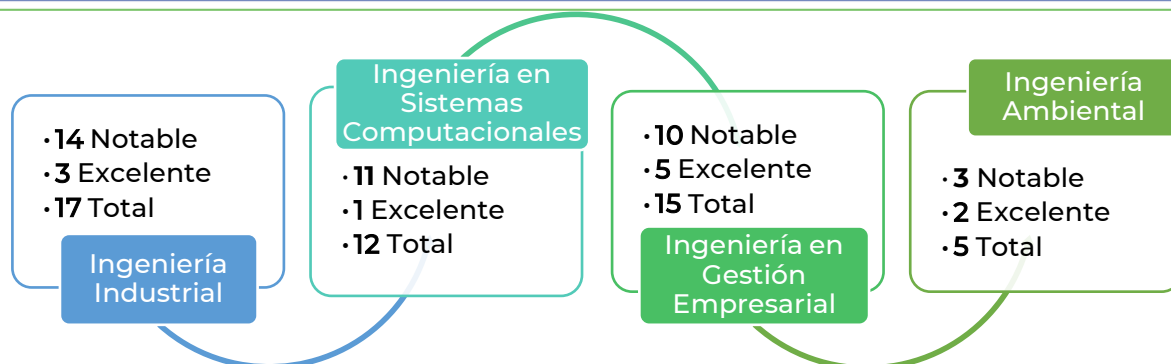 · 14 Notable
· 3 Excelente
· 17 Total
Ingeniería
Industrial
Ingeniería en
Sistemas
Computacionales
· 11 Notable
· 1 Excelente
· 12 Total
· 10 Notable
· 5 Excelente
· 15 Total
Ingeniería en
Gestión
Empresarial
Ingeniería
Ambiental
· 3 Notable
· 2 Excelente
· 5 Total